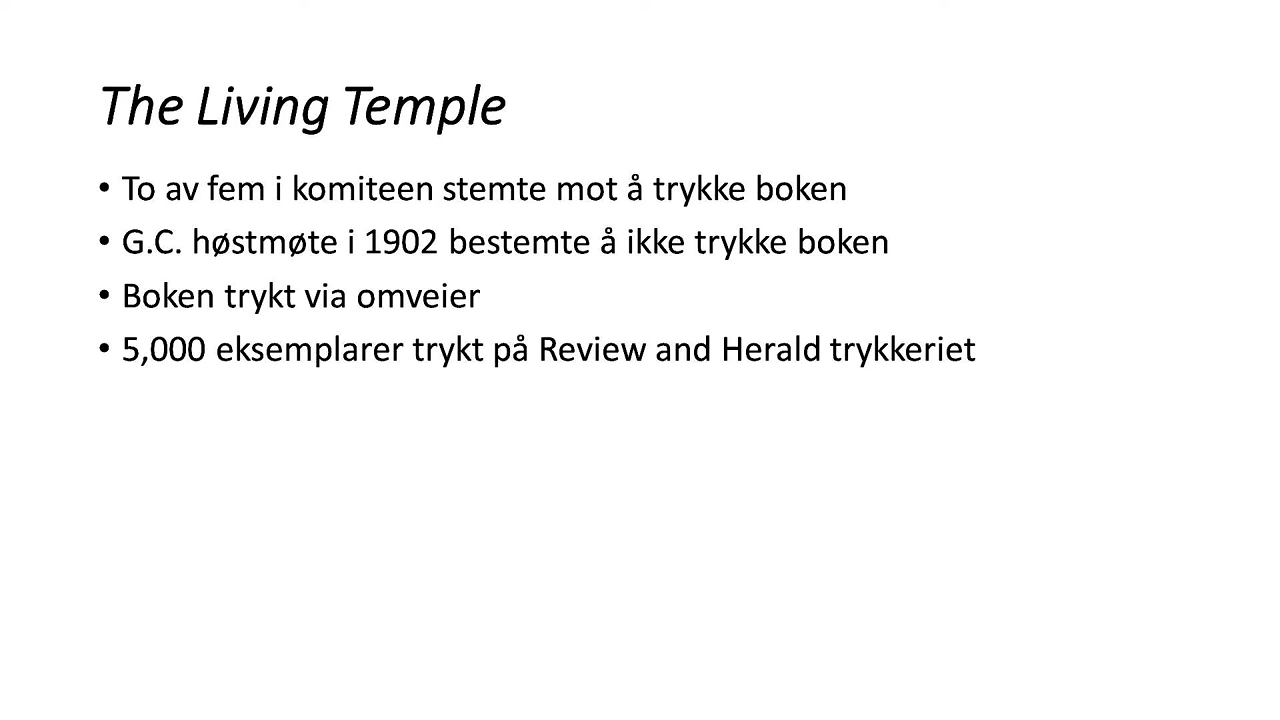 The Living Temple
• To av fem i komiteen stemte mot å trykke boken
• G.C. høstmøte i 1902 bestemte å ikke trykke boken
• Boken trykt via omveier
• 5,000 eksemplarer trykt på Review and Herald trykkeriet